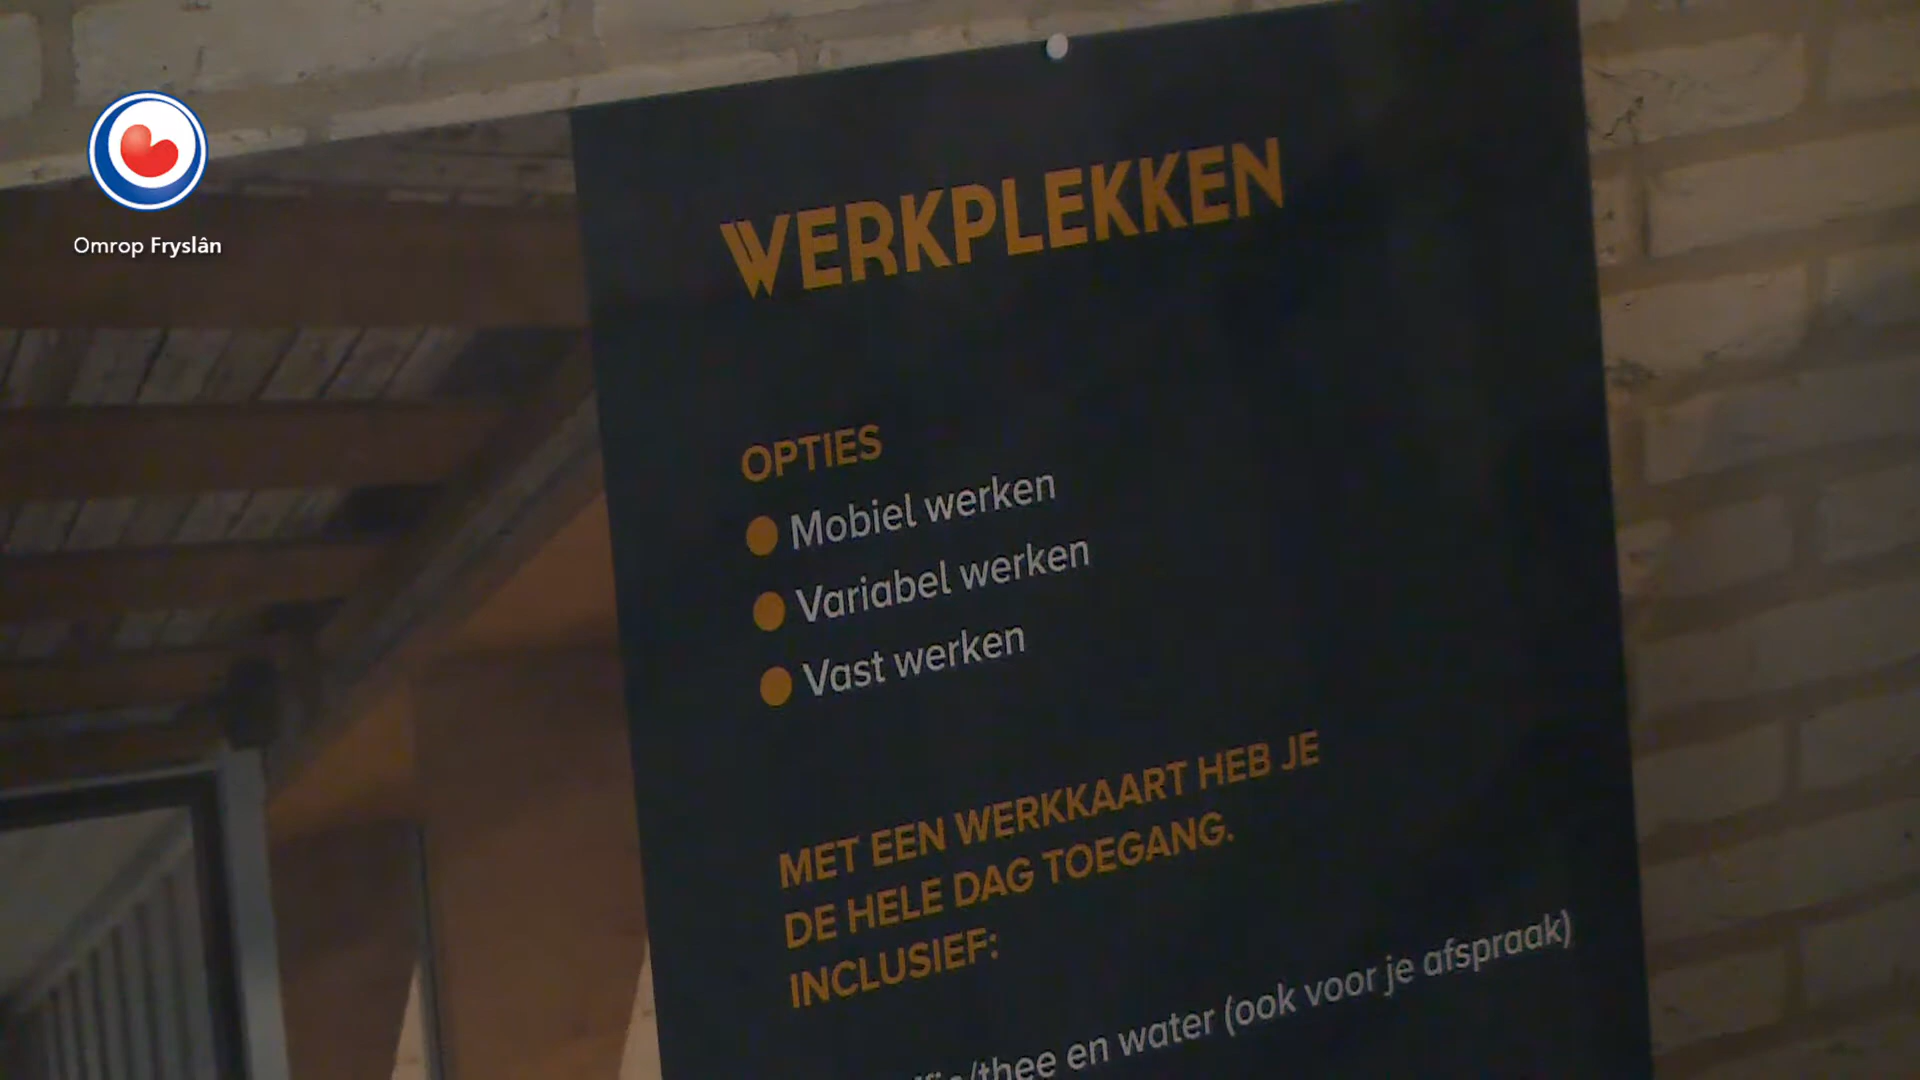 Omrop Fryslân
WERKPLEKKEN
OPTIES
Mobiel werken
Variabel werken
Vast werken
MET EEN WERKKAART HEB JE
DE HELE DAG TOEGANG.
INCLUSIEF:
/thee en water (ook voor je afspraak)